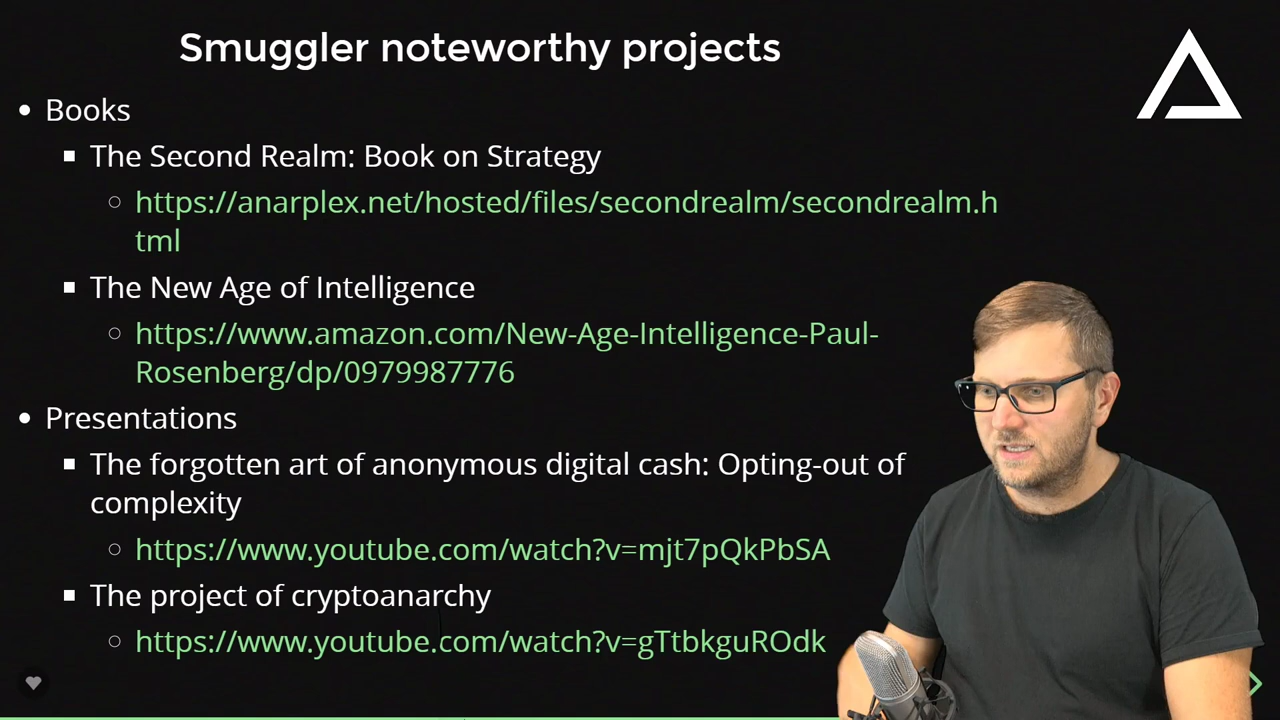 Smuggler noteworthy projects
Books
The Second Realm: Book on Strategy
https://anarplex.net/hosted/files/secondrealm/secondrealm.h
tml
The New Age of Intelligence
https://www.amazon.com/New-Age-Intelligence-Paul-
Rosenberg/dp/0979987776
Presentations
The forgotten art of anonymous digital cash: Opting-out of
complexity
https://www.youtube.com/watch?v=mjt7pQkPbSA
The project of cryptoanarchy
https://www.youtube.com/watch?v=gTtbkguROdk